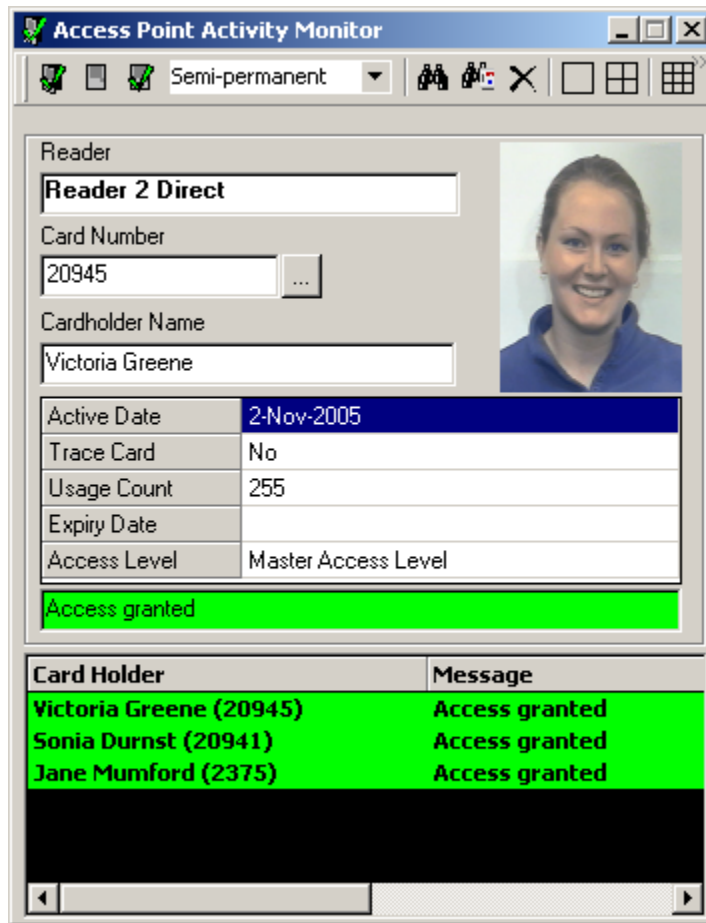 Access Point Activity Monitor
Semi-permanent
Reader
Reader 2 Direct
Card Number
20945
...
Cardholder Name
Victoria Greene
Active Date 2-Nov-2005
Trace Card No
Usage Count 255
Expiry Date
Access Level Master Access Level
Access granted
Card Holder Message
Victoria Greene (20945) Access granted
Sonia Durnst (20941) Access granted
Jane Mumford (2375) Access granted